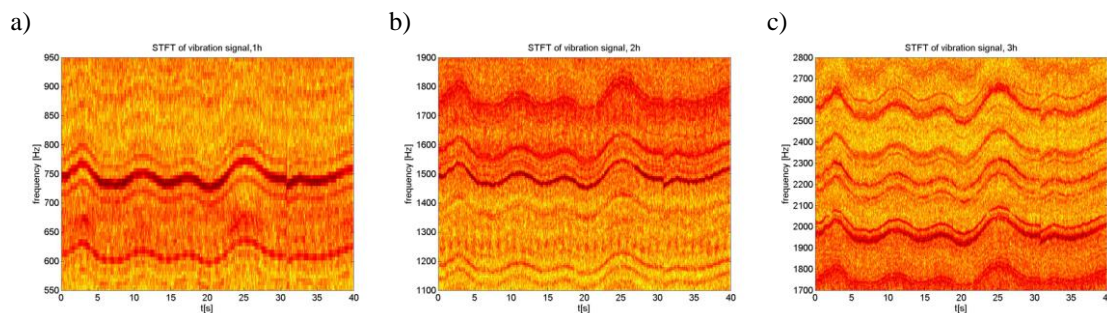 a)
STFT of vibration signal,1h
950
900
850
800
750
700
650
600
550
frequency [Hz]
0 5 10 15 20 25 30 35 40
t[s]
b)
STFT of vibration signal, 2h
1900
1800
1700
1600
1500
1400
1300
1200
1100
frequency [Hz]
0 5 10 15 20 25 30 35 40
t[s]
c)
STFT of vibration signal, 3h
2800
2700
2600
2500
2400
2300
2200
2100
2000
1900
1800
1700
frequency [Hz]
0 5 10 15 20 25 30 35 40
t[s]